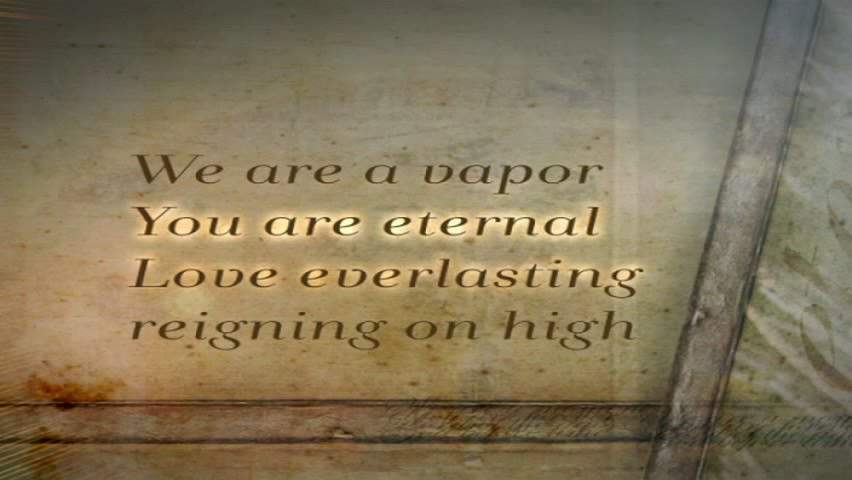 We are a vapor
You are eternal
Love everlasting
reigning on high